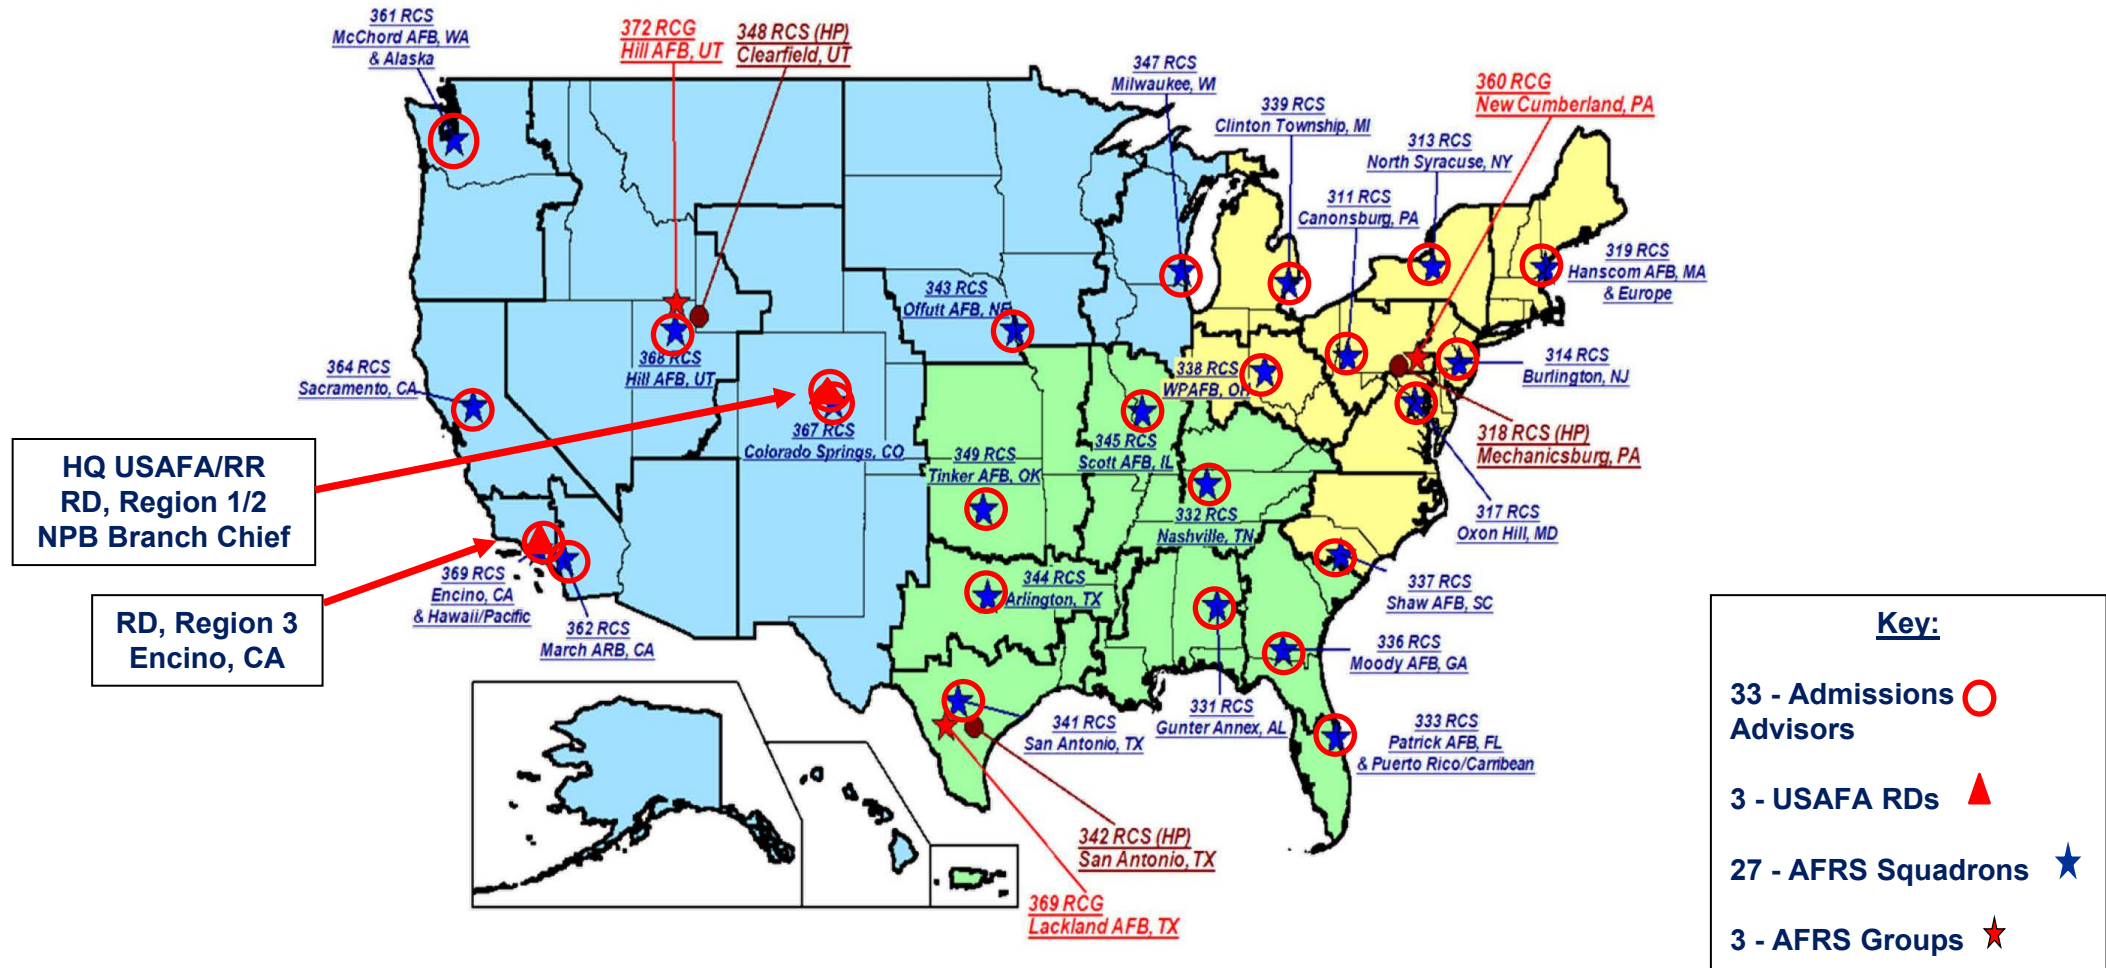 361 RCS
McChord AFB, WA
& Alaska
372 RCG
Hill AFB, UT
348 RCS (HP)
Clearfield, UT
347 RCS
Milwaukee, WI
339 RCS
Clinton Township, MI
360 RCG
New Cumberland, PA
313 RCS
North Syracuse, NY
311 RCS
Canonsburg, PA
319 RCS
Hanscom AFB, MA
& Europe
343 RCS
Offutt AFB, NE
368 RCS
Hill AFB, UT
364 RCS
Sacramento, CA
338 RCS
WPAFB, OH
314 RCS
Burlington, NJ
367 RCS
Colorado Springs, CO
349 RCS
Tinker AFB, OK
345 RCS
Scott AFB, IL
318 RCS (HP)
Mechanicsburg, PA
HQ USAFA/RR
RD, Region 1/2
NPB Branch Chief
332 RCS
Nashville, TN
317 RCS
Oxon Hill, MD
369 RCS
Encino, CA
& Hawaii/Pacific
344 RCS
Arlington, TX
337 RCS
Shaw AFB, SC
RD, Region 3
Encino, CA
362 RCS
March ARB, CA
336 RCS
Moody AFB, GA
341 RCS
San Antonio, TX
331 RCS
Gunter Annex, AL
333 RCS
Patrick AFB, FL
& Puerto Rico/Carribean
342 RCS (HP)
San Antonio, TX
369 RCG
Lackland AFB, TX
Key:
33 - Admissions
Advisors
3 - USAFA RDs
27 - AFRS Squadrons
3 - AFRS Groups